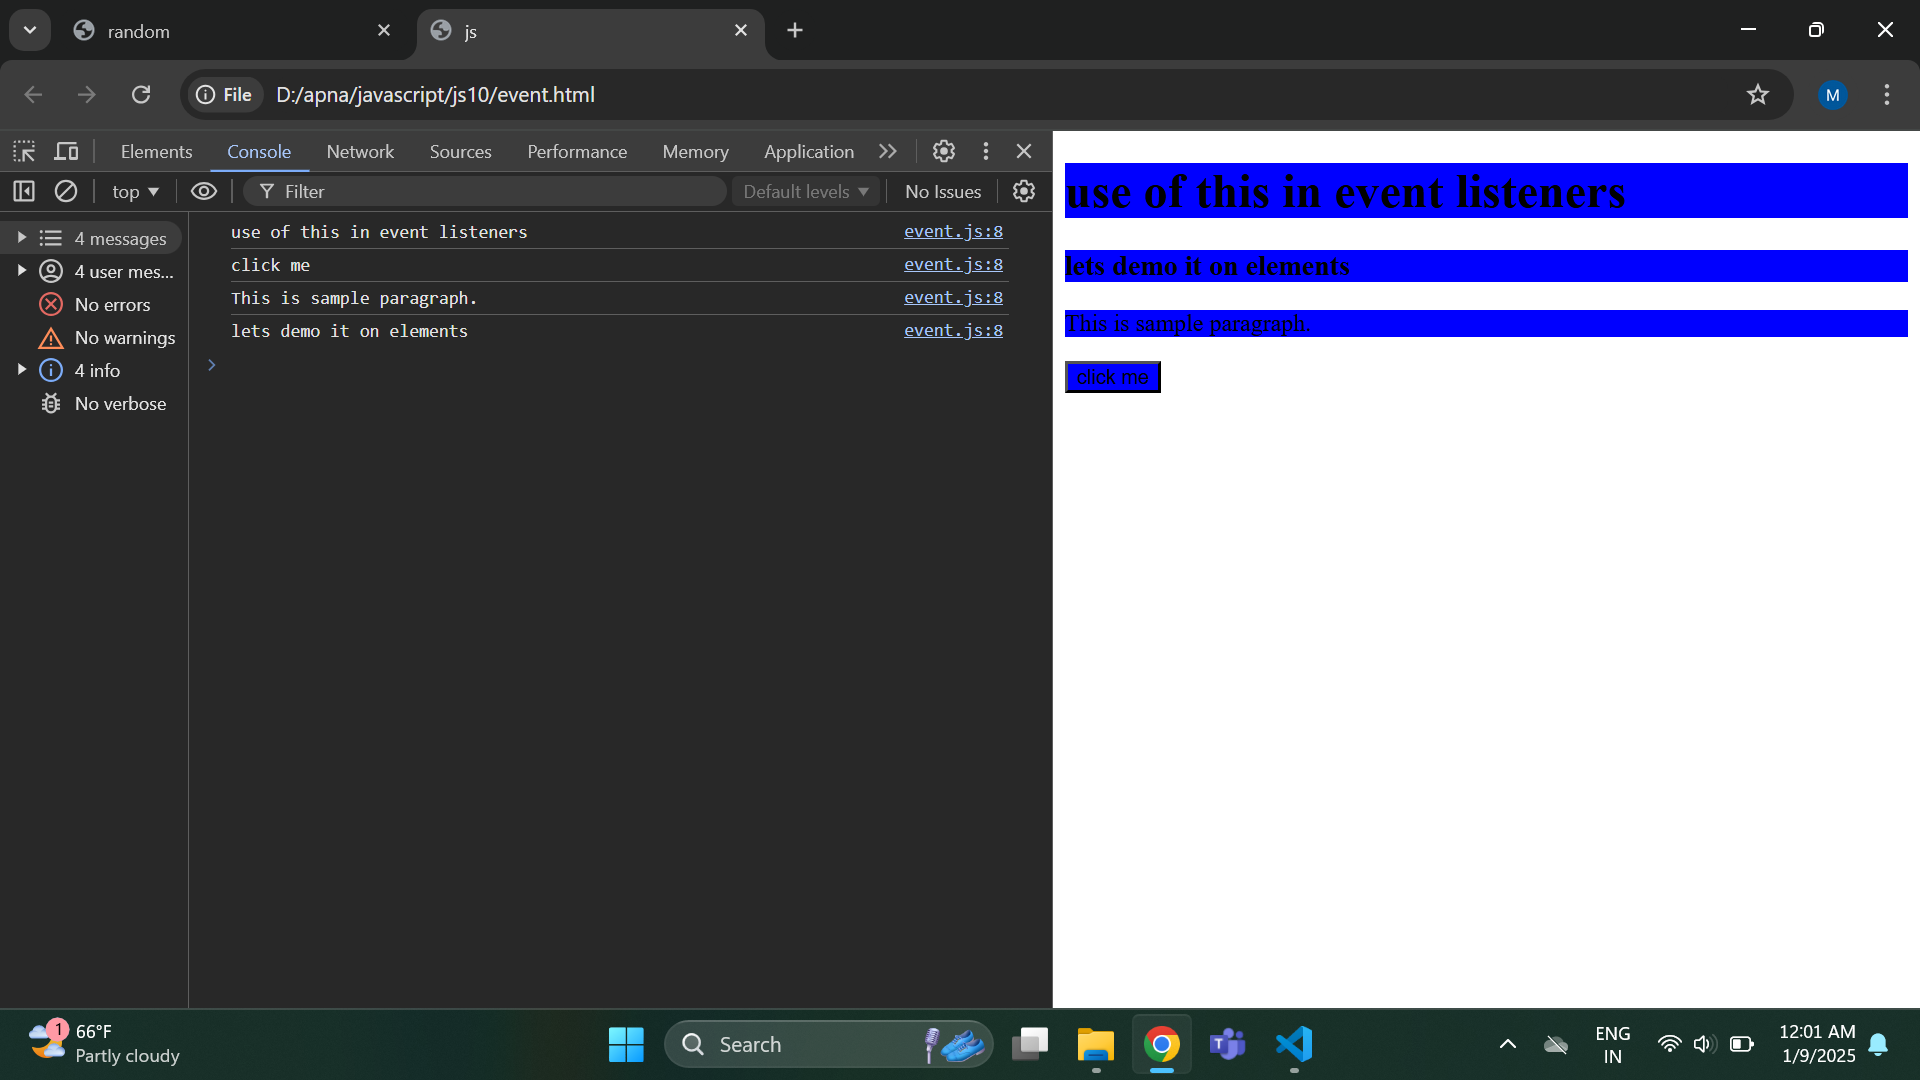 random
js
File D:/apna/javascript/js10/event.html
M
Elements Console Network Sources Performance Memory Application
top Filter Default levels No Issues
4 messages
4 user mes...
No errors
No warnings
4 info
No verbose
use of this in event listeners event.js:8
click me event.js:8
This is sample paragraph. event.js:8
lets demo it on elements event.js:8
use of this in event listeners
lets demo it on elements
This is sample paragraph.
click me
1
66°F
Partly cloudy
Search
ENG
IN
12:01 AM
1/9/2025